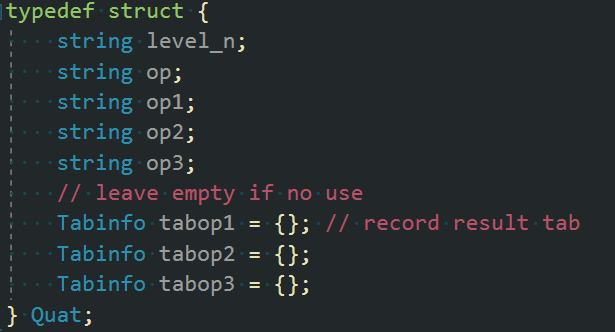 typedef struct {
    string level_n;
    string op;
    string op1;
    string op2;
    string op3;
    // leave empty if no use
    Tabinfo tabop1 = {}; // record result tab
    Tabinfo tabop2 = {};
    Tabinfo tabop3 = {};
} Quat;